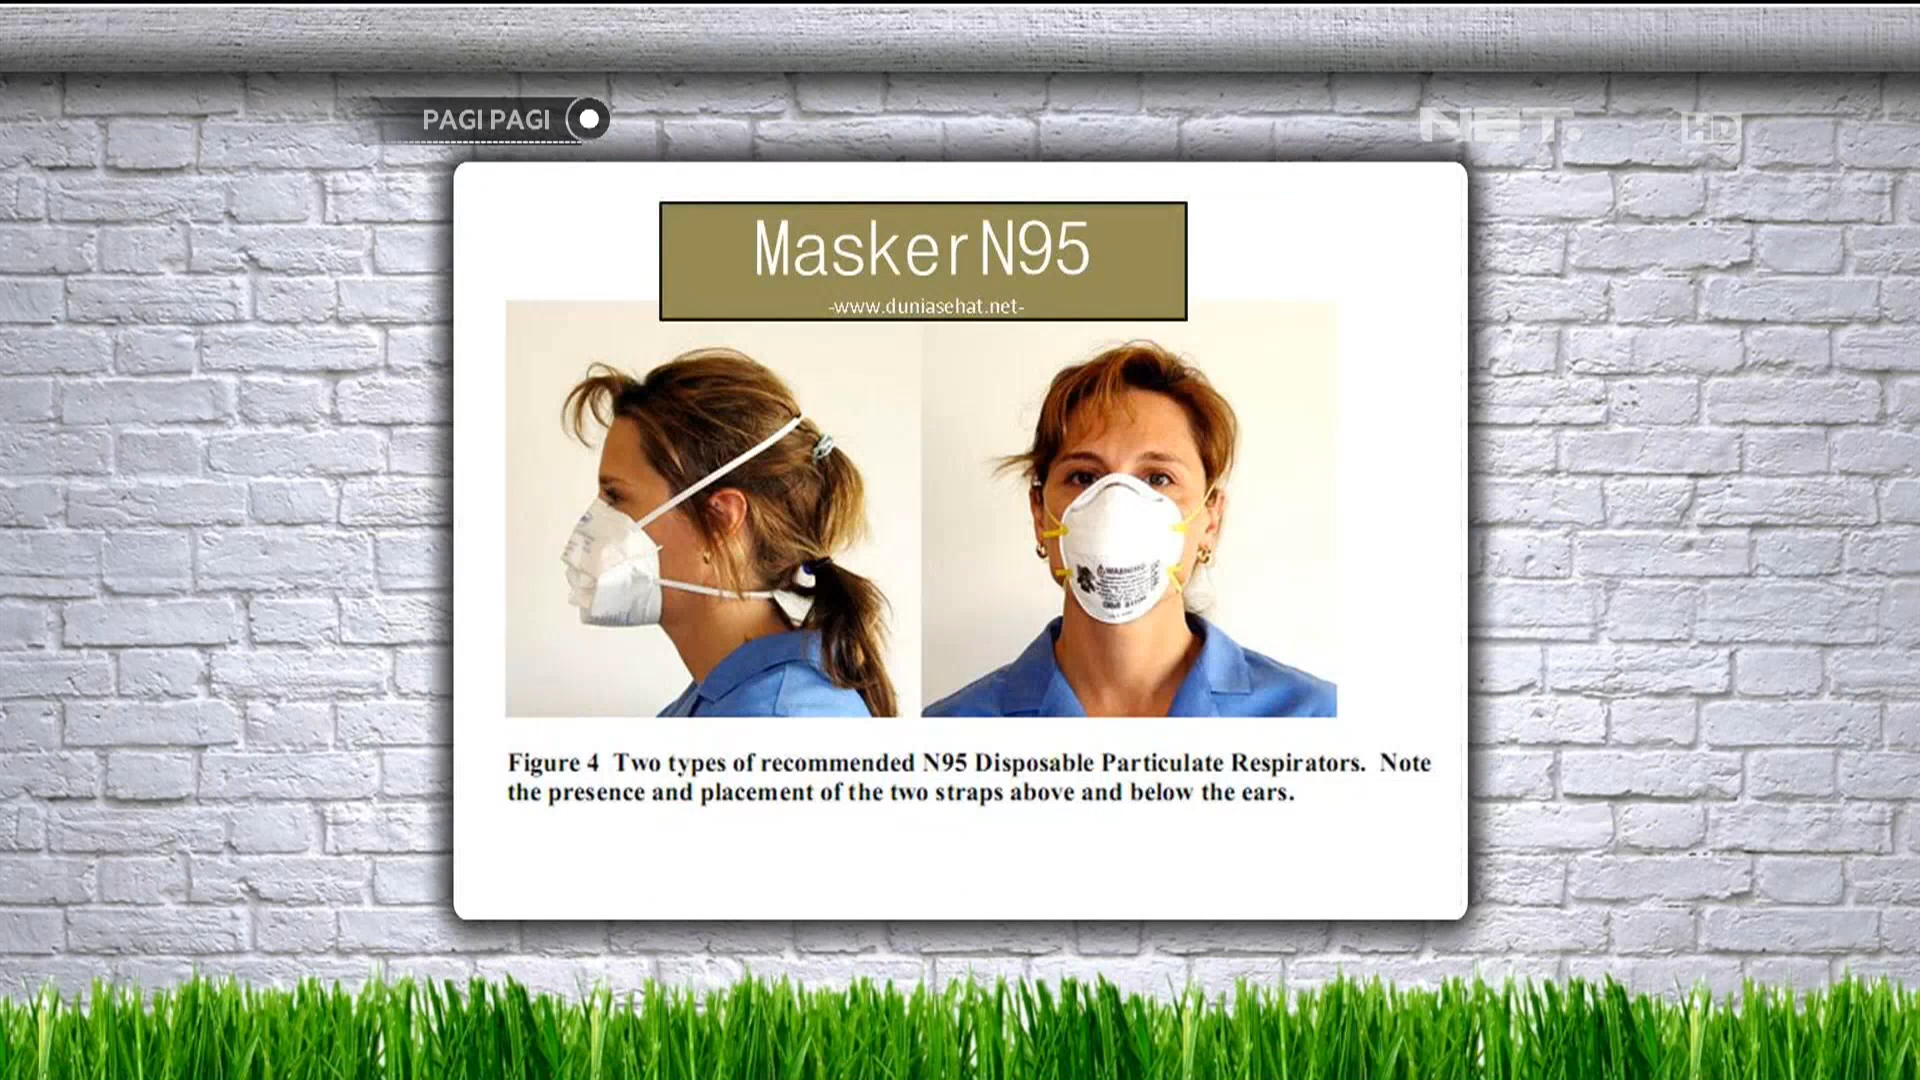 PAGI PAGI
NET.
HD
Masker N95
-www.duniasehat.net-
WARNING
Figure 4 Two types of recommended N95 Disposable Particulate Respirators. Note
the presence and placement of the two straps above and below the ears.